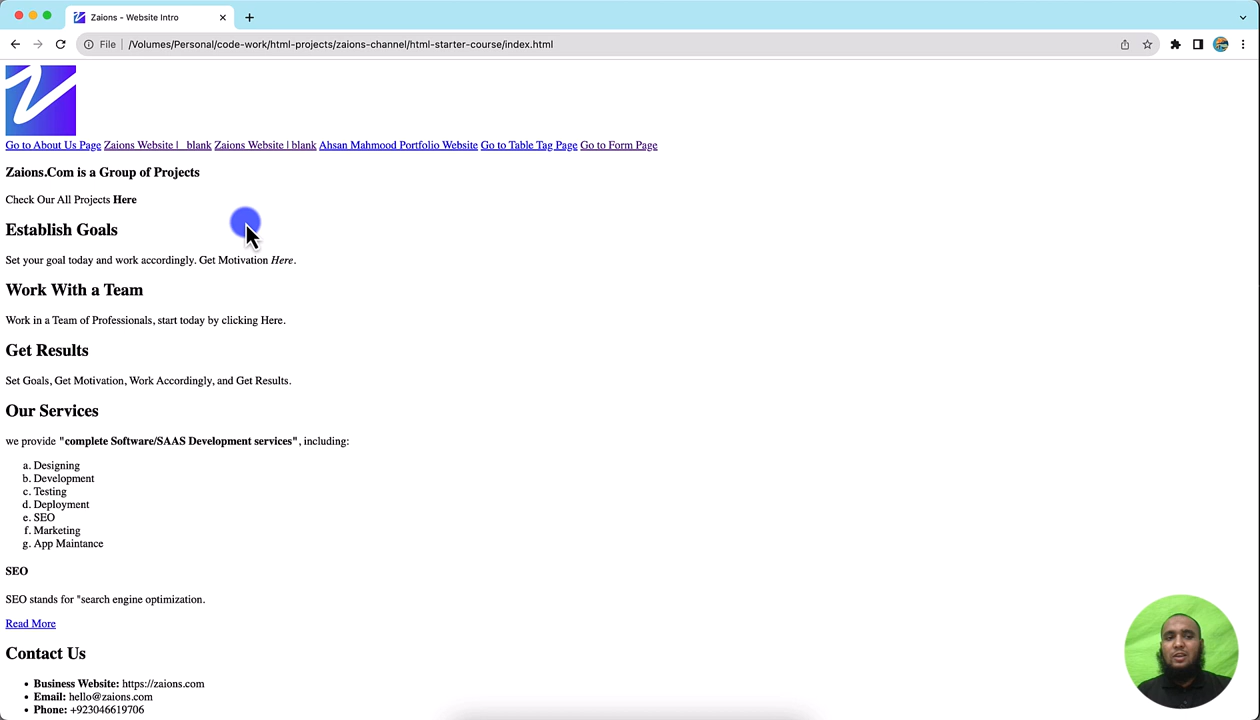 Zaions - Website Intro
File /Volumes/Personal/code-work/html-projects/zaions-channel/html-starter-course/index.html
Go to About Us Page Zaions Website | _blank Zaions Website | blank Ahsan Mahmood Portfolio Website Go to Table Tag Page Go to Form Page
Zaions.Com is a Group of Projects
Check Our All Projects Here
Establish Goals
Set your goal today and work accordingly. Get Motivation Here.
Work With a Team
Work in a Team of Professionals, start today by clicking Here.
Get Results
Set Goals, Get Motivation, Work Accordingly, and Get Results.
Our Services
we provide "complete Software/SAAS Development services", including:
a. Designing
b. Development
c. Testing
d. Deployment
e. SEO
f. Marketing
g. App Maintance
SEO
SEO stands for "search engine optimization.
Read More
Contact Us
• Business Website: https://zaions.com
• Email: hello@zaions.com
• Phone: +923046619706